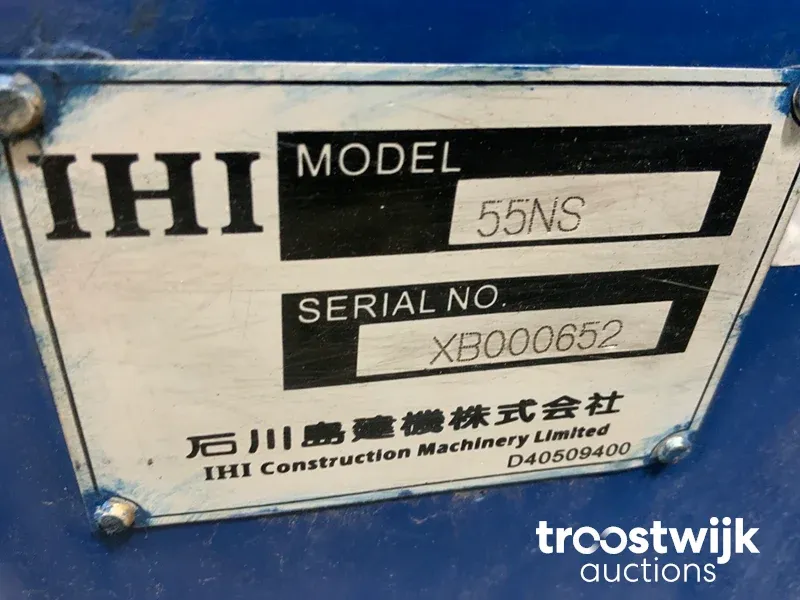 IHI
MODEL
55NS
SERIAL NO.
XB000652
石川島建機株式会社
IHI Construction Machinery Limited
D40509400
troostwijk
auctions